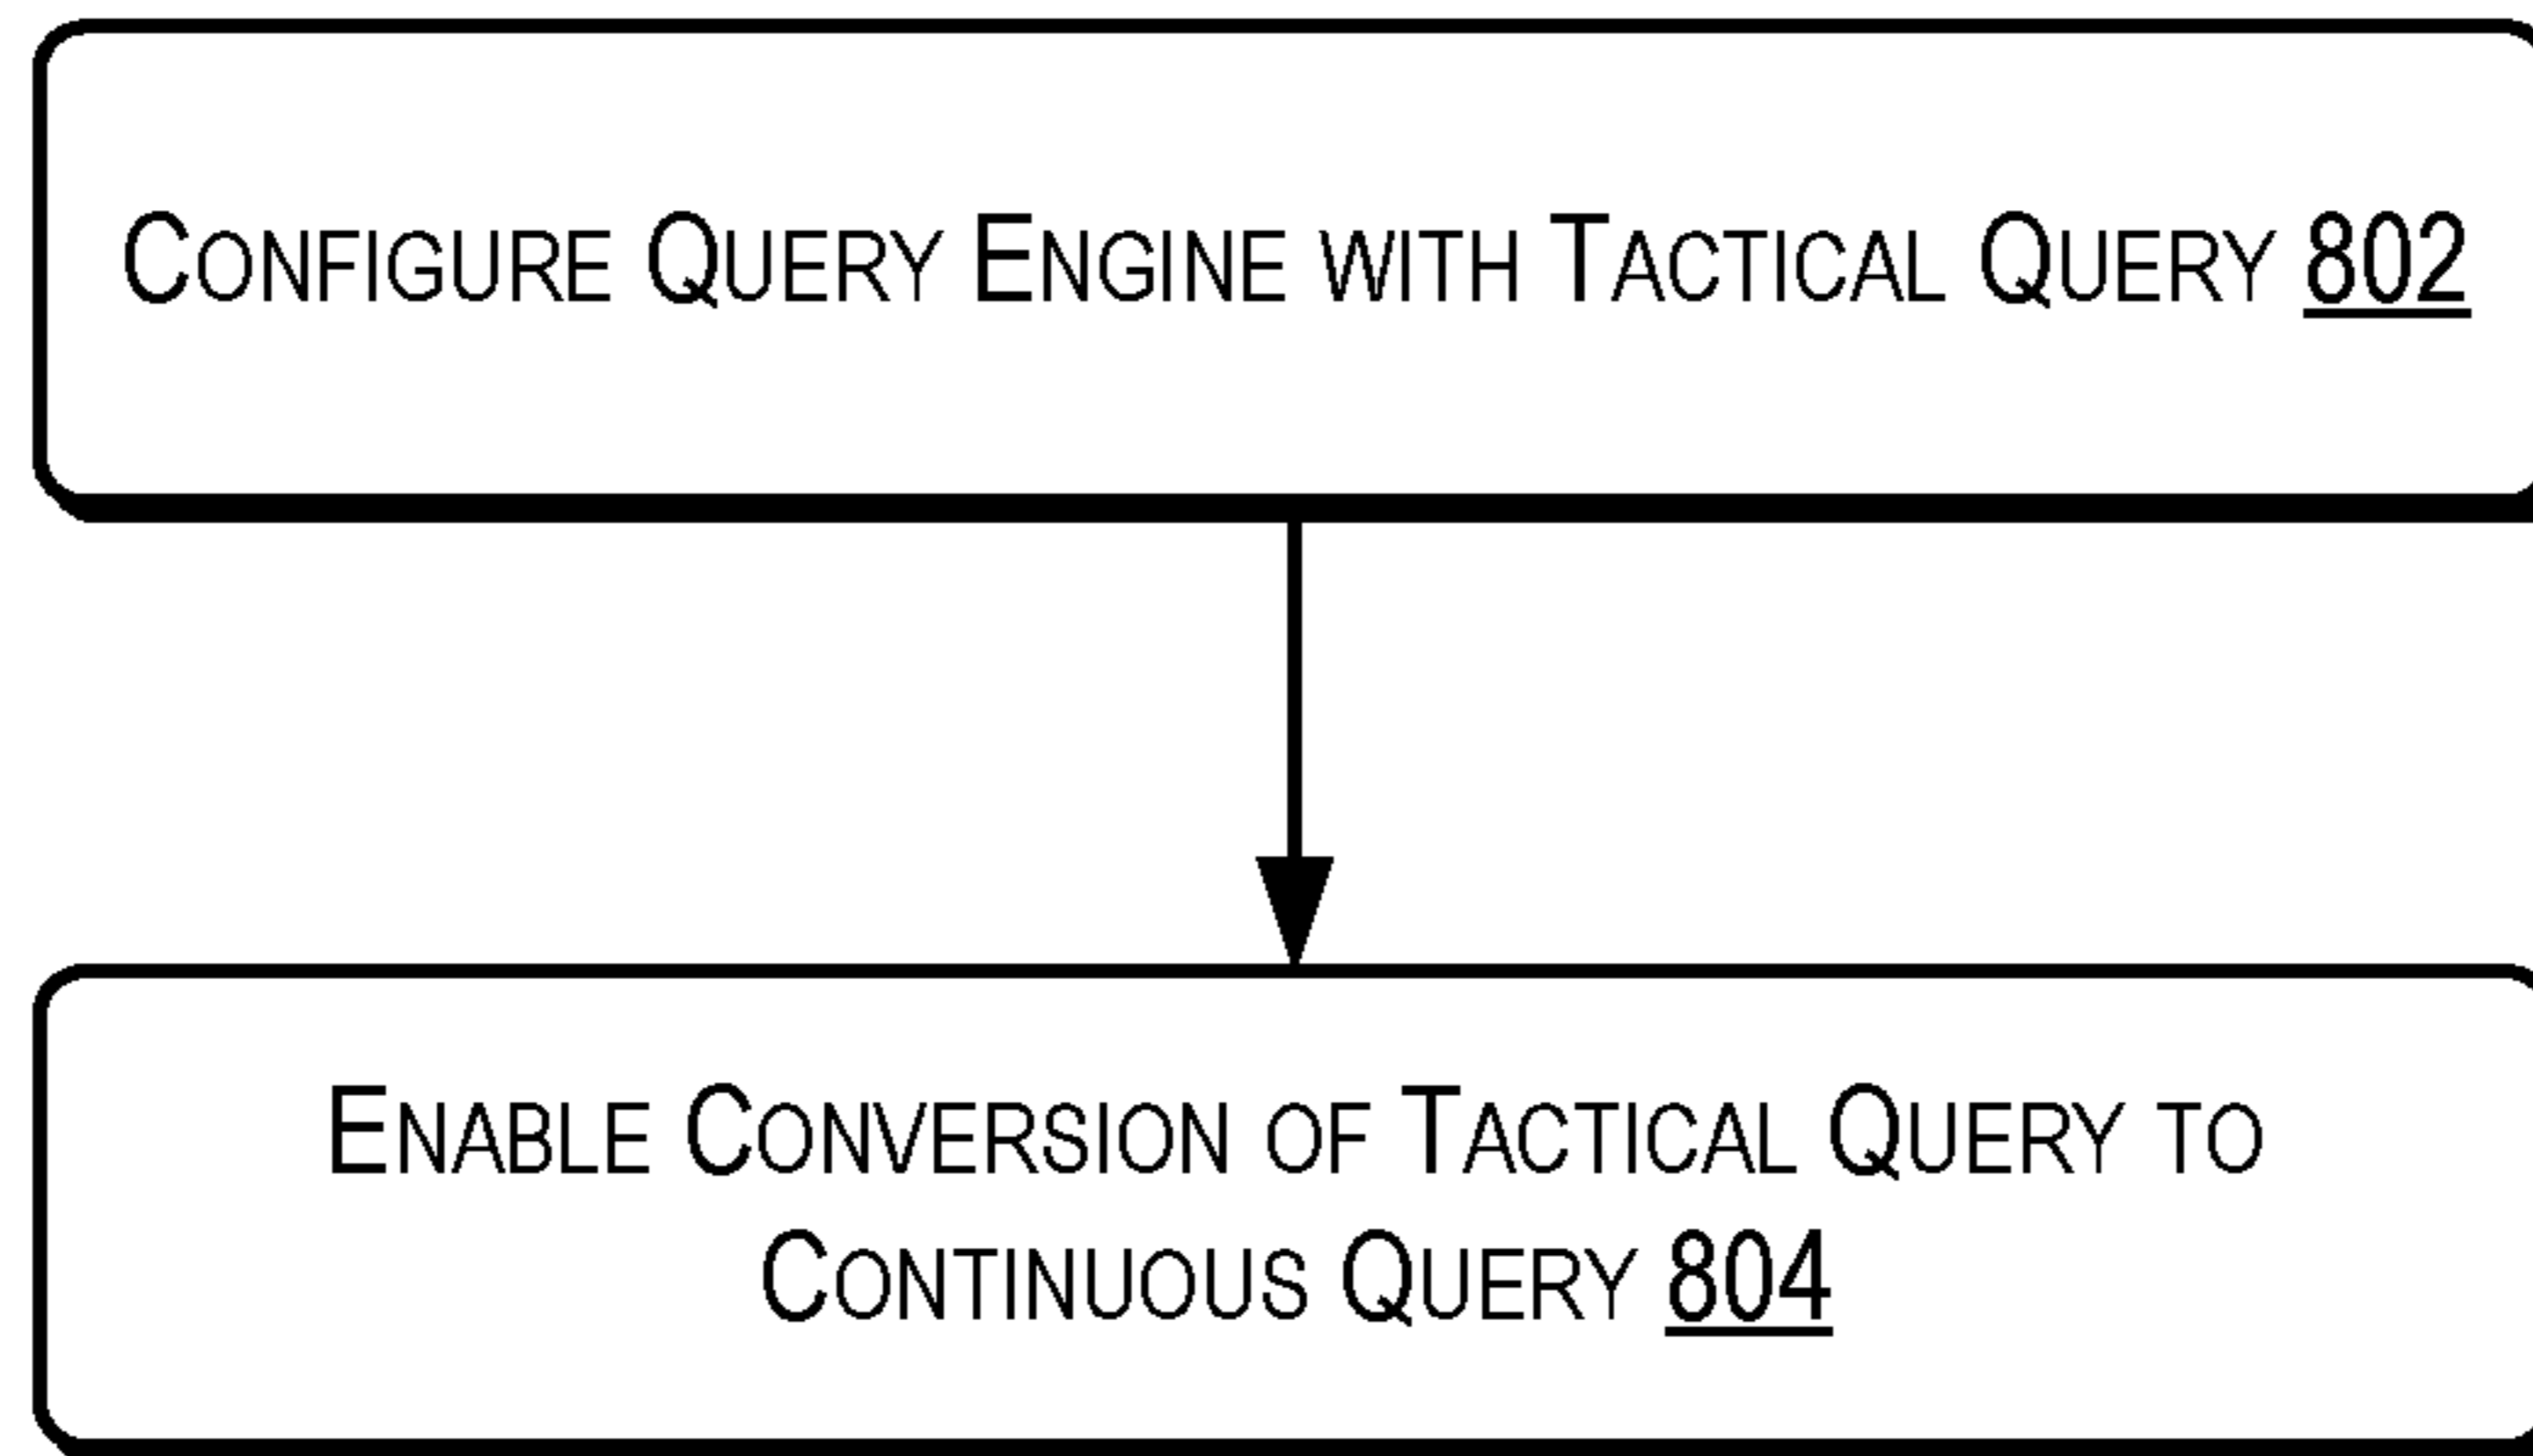 CONFIGURE QUERY ENGINE WITH TACTICAL QUERY 802
ENABLE CONVERSION OF TACTICAL QUERY TO
CONTINUOUS QUERY 804